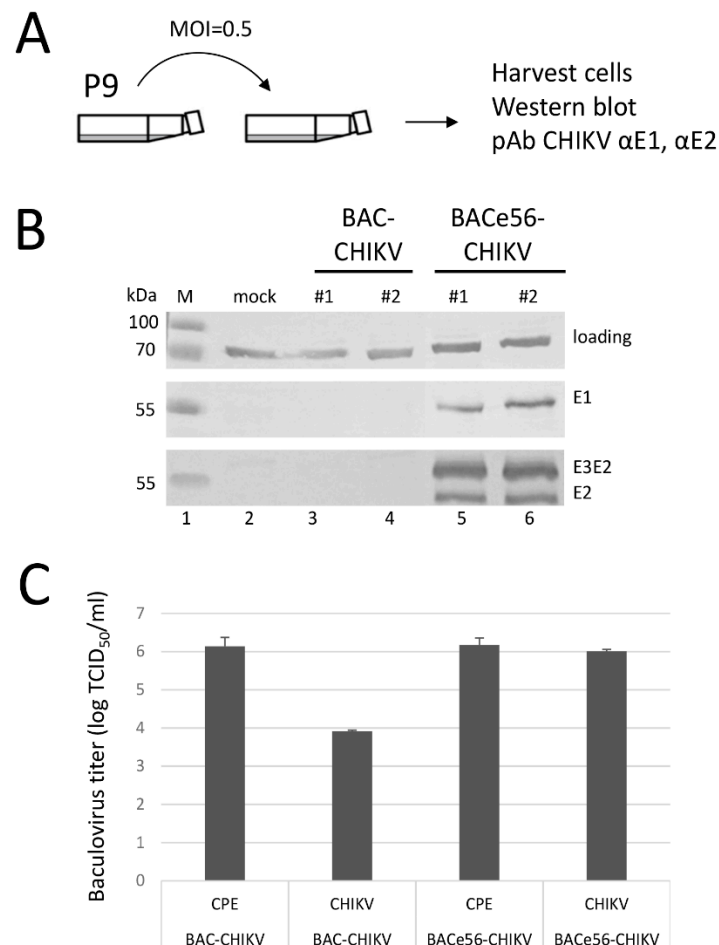 A
MOI=0.5
P9
Harvest cells
Western blot
pAb CHIKV αE1, αE2
B
BAC-
CHIKV
BACe56-
CHIKV
kDa M mock #1 #2 #1 #2
100
70
loading
55
E1
55
E3E2
E2
1 2 3 4 5 6
C
Baculovirus titer (log TCID50/ml)
7
6
5
4
3
2
1
0
CPE CHIKV CPE CHIKV
BAC-CHIKV BAC-CHIKV BACe56-CHIKV BACe56-CHIKV